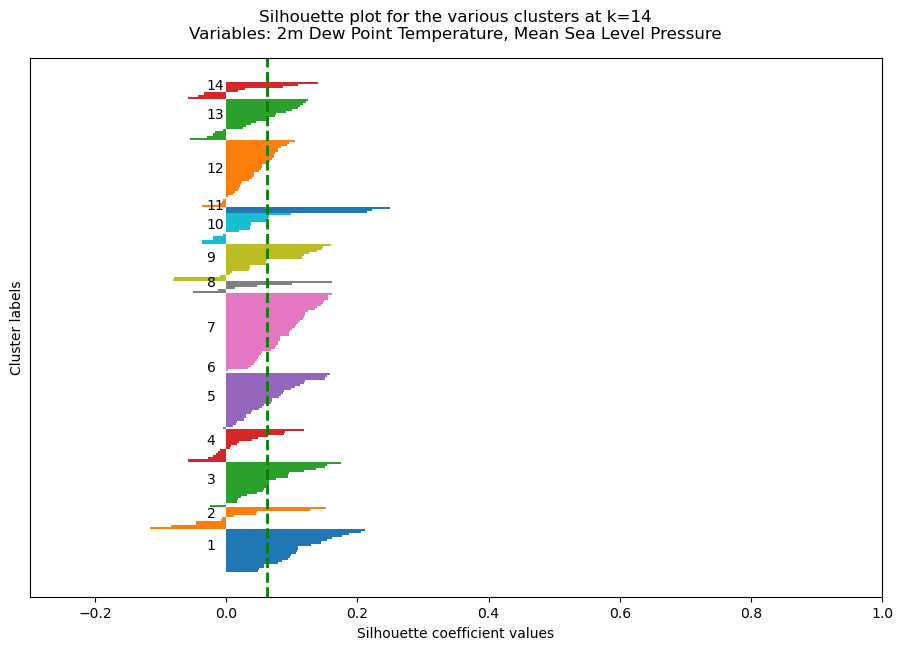 Silhouette plot for the various clusters at k=14
Variables: 2m Dew Point Temperature, Mean Sea Level Pressure
Cluster labels
14
13
12
11
10
9
8
7
6
5
4
3
2
1
−0.2 0.0 0.2 0.4 0.6 0.8 1.0
Silhouette coefficient values